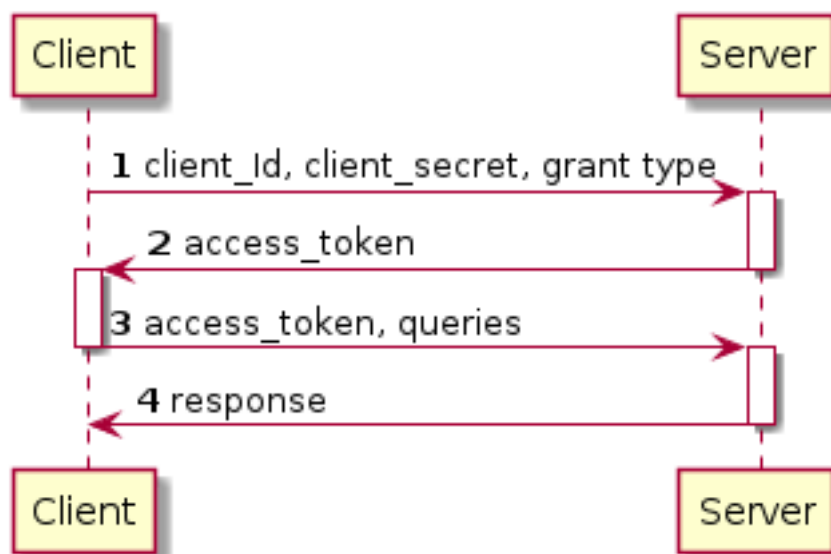 Client Server
1 client_Id, client_secret, grant type
2 access_token
3 access_token, queries
4 response
Client Server